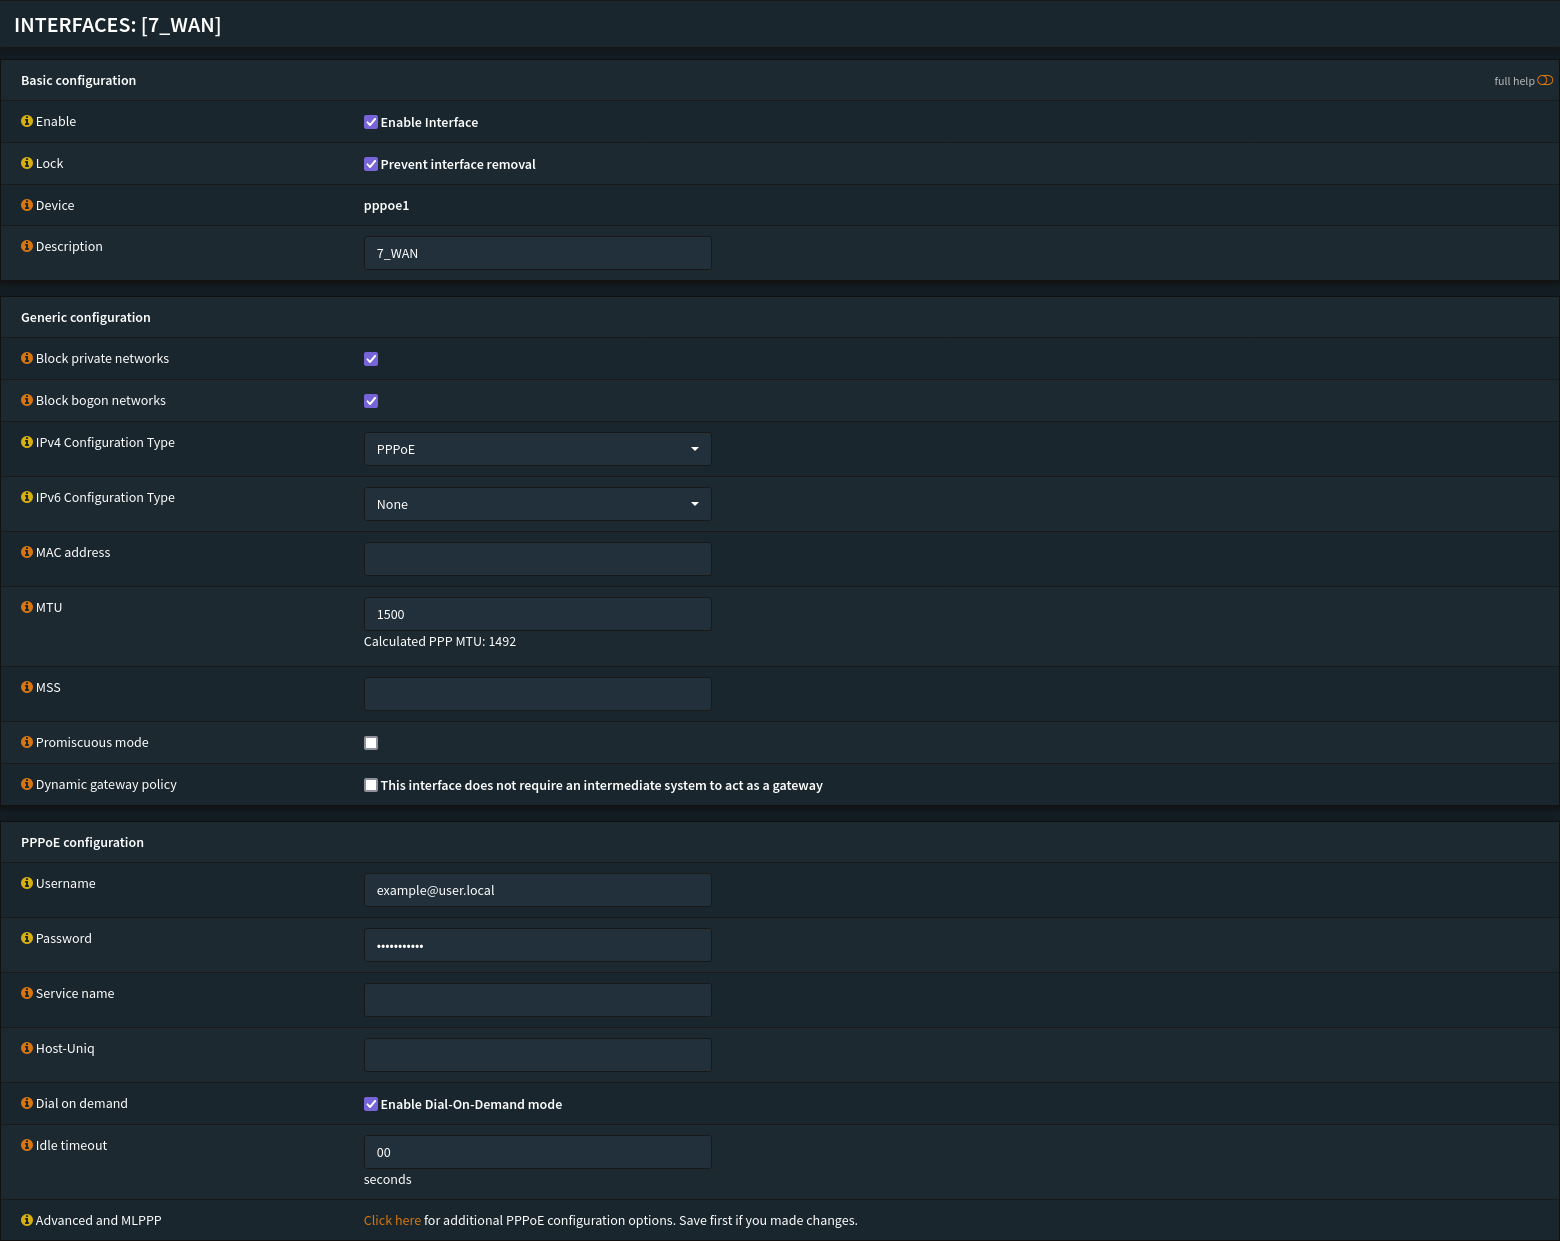 INTERFACES: [7_WAN]
Basic configuration
full help
Enable
Enable Interface
Lock
Prevent interface removal
Device
pppoe1
Description
7_WAN
Generic configuration
Block private networks
Block bogon networks
IPv4 Configuration Type
PPPoE
IPv6 Configuration Type
None
MAC address
MTU
1500
Calculated PPP MTU: 1492
MSS
Promiscuous mode
Dynamic gateway policy
This interface does not require an intermediate system to act as a gateway
PPPoE configuration
Username
example@user.local
Password
•••••••••••
Service name
Host-Uniq
Dial on demand
Enable Dial-On-Demand mode
Idle timeout
00
seconds
Advanced and MLPPP
Click here for additional PPPoE configuration options. Save first if you made changes.